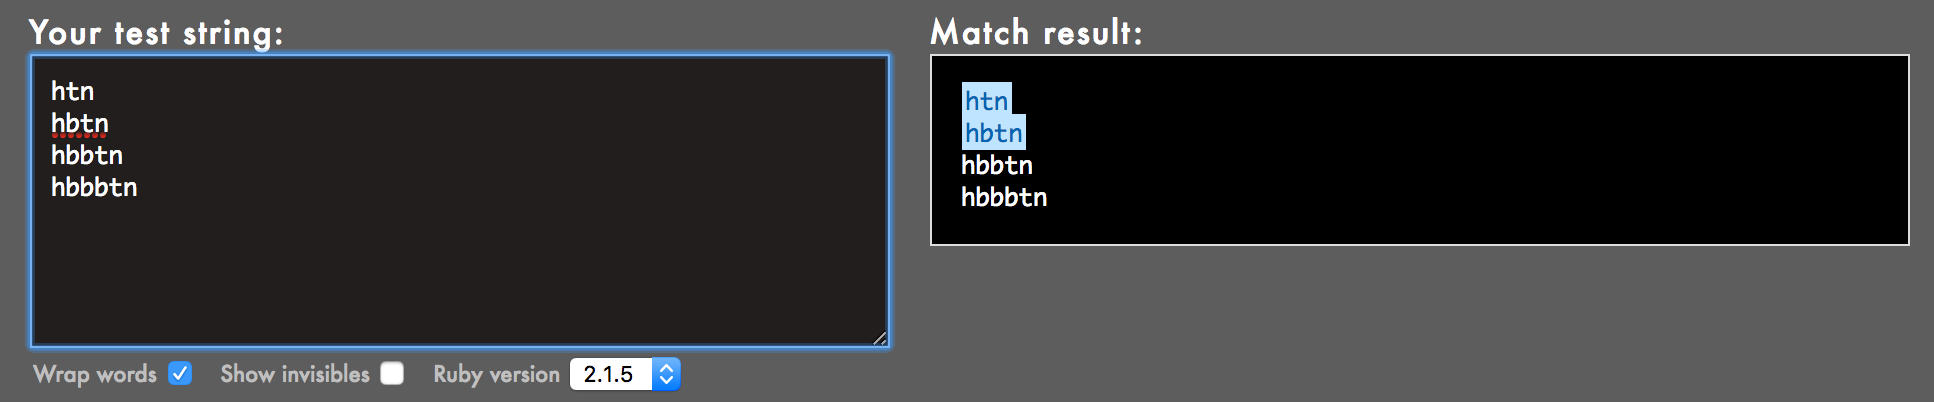 Your test string:
htn
hbtn
hbbtn
hbbbtn
Wrap words Show invisibles Ruby version 2.1.5
Match result:
htn
hbtn
hbbtn
hbbbtn